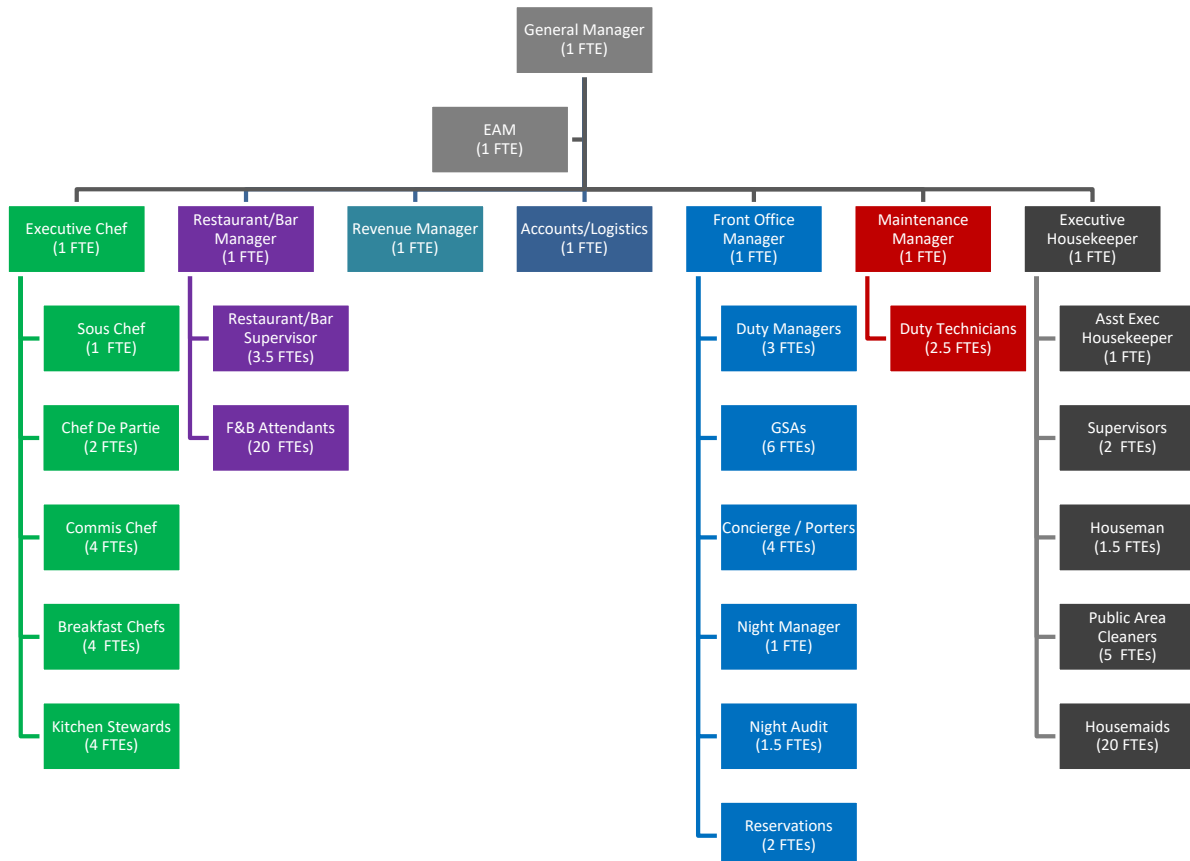 General Manager
(1 FTE)
EAM
(1 FTE)
Executive Chef
(1 FTE)
Restaurant/Bar
Manager
(1 FTE)
Revenue Manager
(1 FTE)
Accounts/Logistics
(1 FTE)
Front Office
Manager
(1 FTE)
Maintenance
Manager
(1 FTE)
Executive
Housekeeper
(1 FTE)
Sous Chef
(1 FTE)
Restaurant/Bar
Supervisor
(3.5 FTEs)
Duty Managers
(3 FTEs)
Duty Technicians
(2.5 FTEs)
Asst Exec
Housekeeper
(1 FTE)
Chef De Partie
(2 FTEs)
F&B Attendants
(20 FTEs)
GSAs
(6 FTEs)
Supervisors
(2 FTEs)
Commis Chef
(4 FTEs)
Concierge / Porters
(4 FTEs)
Houseman
(1.5 FTEs)
Breakfast Chefs
(4 FTEs)
Night Manager
(1 FTE)
Public Area
Cleaners
(5 FTEs)
Kitchen Stewards
(4 FTEs)
Night Audit
(1.5 FTEs)
Housemaids
(20 FTEs)
Reservations
(2 FTEs)